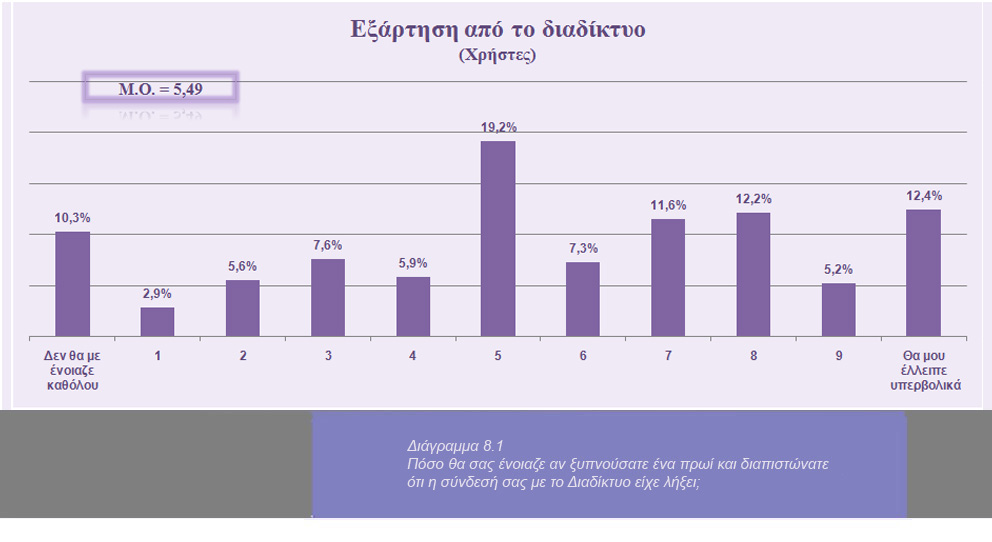 Εξάρτηση από το διαδίκτυο
(Χρήστες)
Μ.Ο. = 5,49
10,3%
2,9%
5,6%
7,6%
5,9%
19,2%
7,3%
11,6%
12,2%
5,2%
12,4%
Δεν θα με
ένοιαζε
καθόλου
1
2
3
4
5
6
7
8
9
Θα μου
έλλειπε
υπερβολικά
Διάγραμμα 8.1
Πόσο θα σας ένοιαζε αν ξυπνούσατε ένα πρωί και διαπιστώνατε
ότι η σύνδεσή σας με το Διαδίκτυο είχε λήξει;